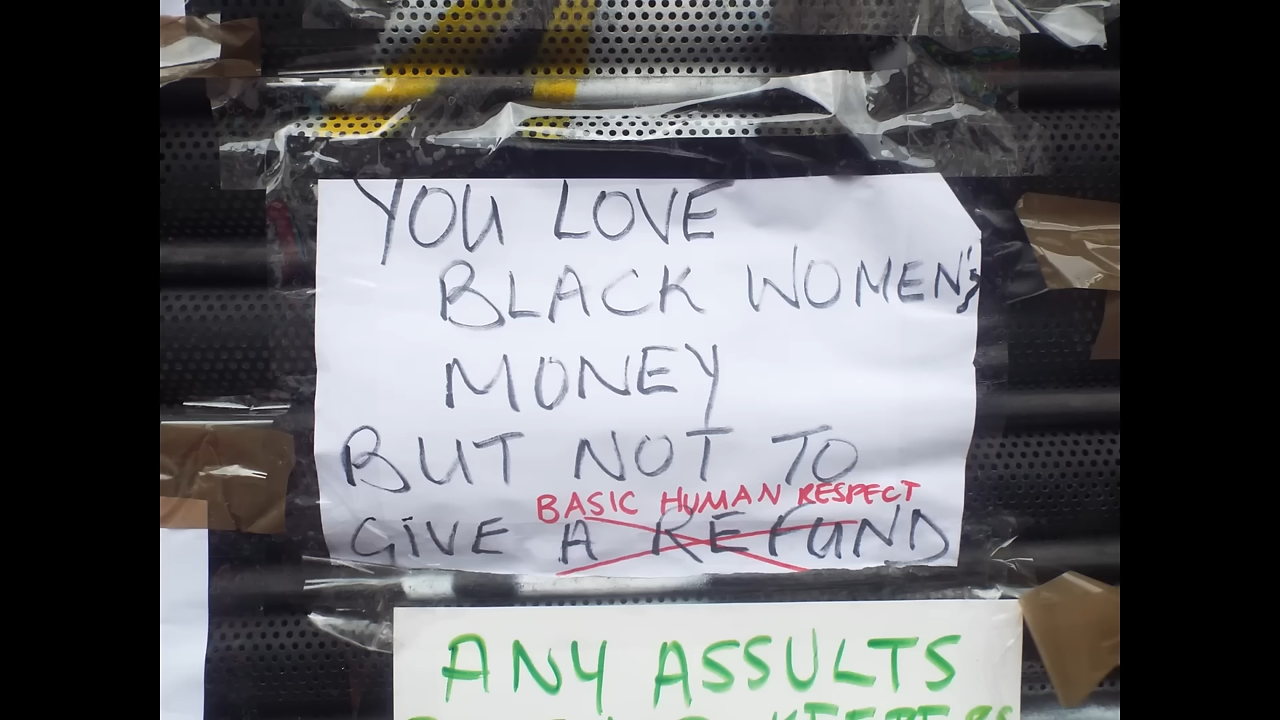 YOU LOVE
BLACK WOMEN'S
MONEY
BUT NOT TO
BASIC HUMAN RESPECT
GIVE A REFUND
ANY ASSULTS